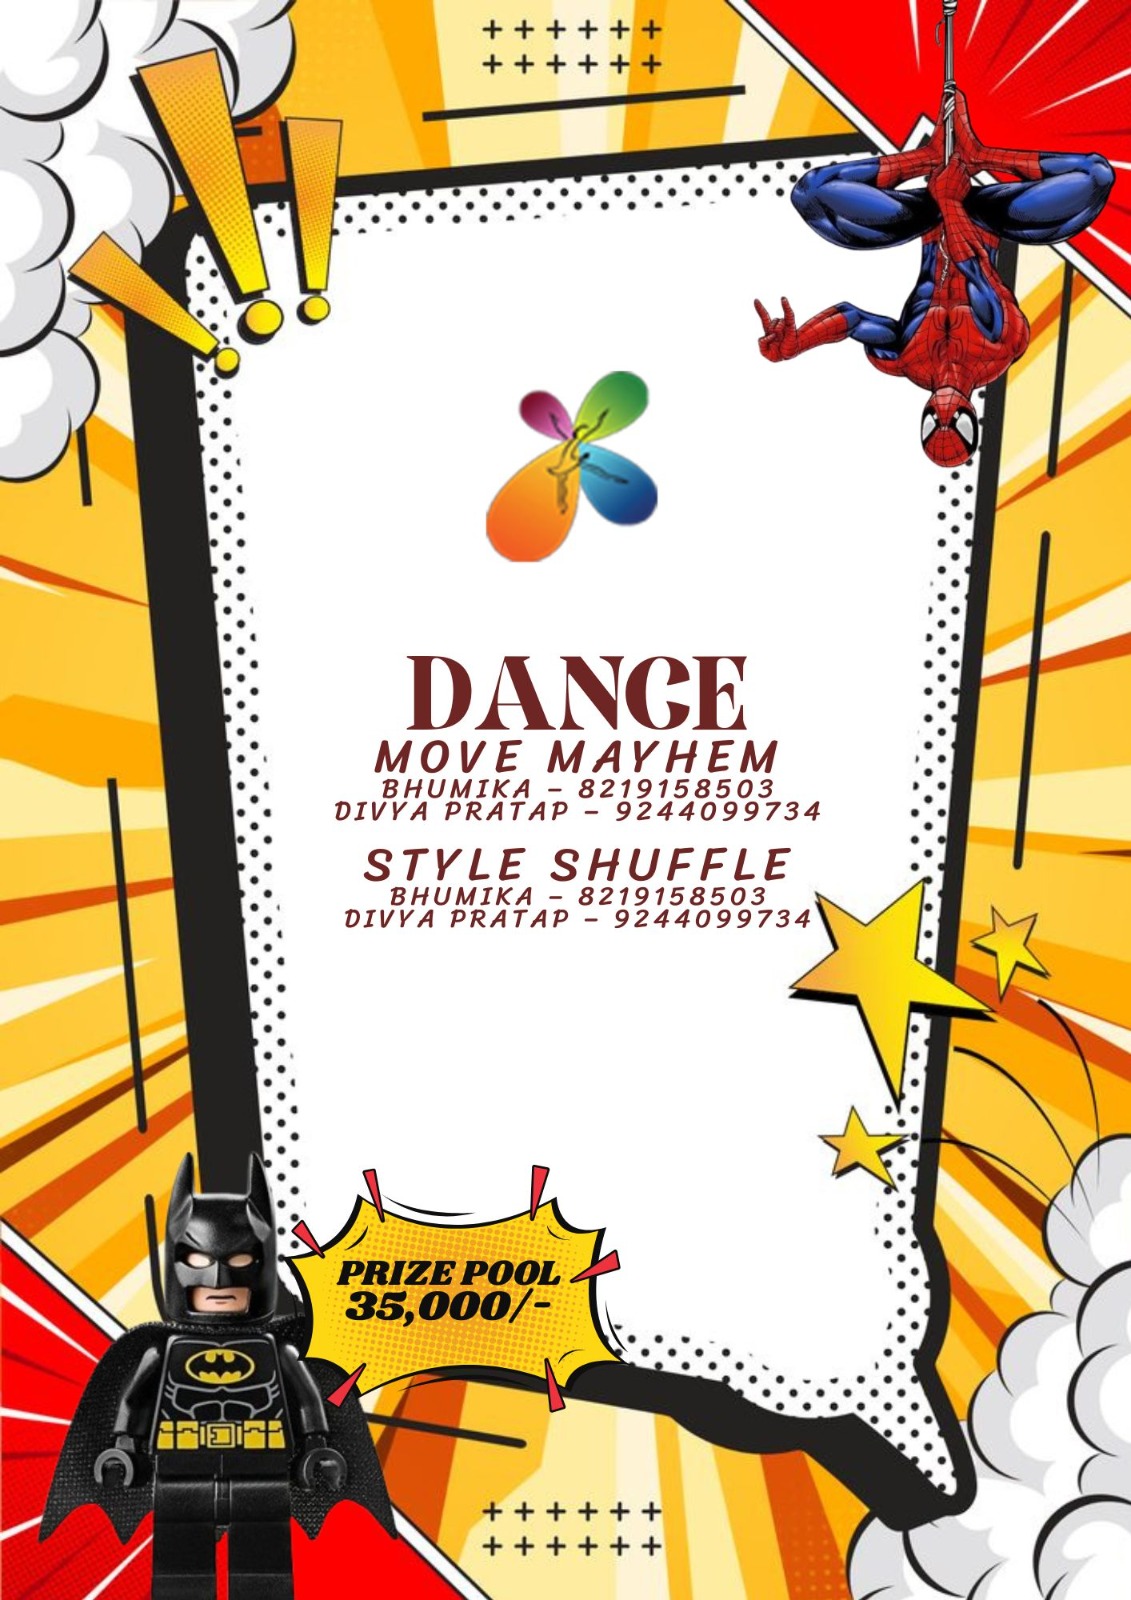 DANCE
MOVE MAYHEM
BHUMIKA – 8219158503
DIVYA PRATAP – 9244099734
STYLE SHUFFLE
BHUMIKA – 8219158503
DIVYA PRATAP – 9244099734
PRIZE POOL
35,000/-